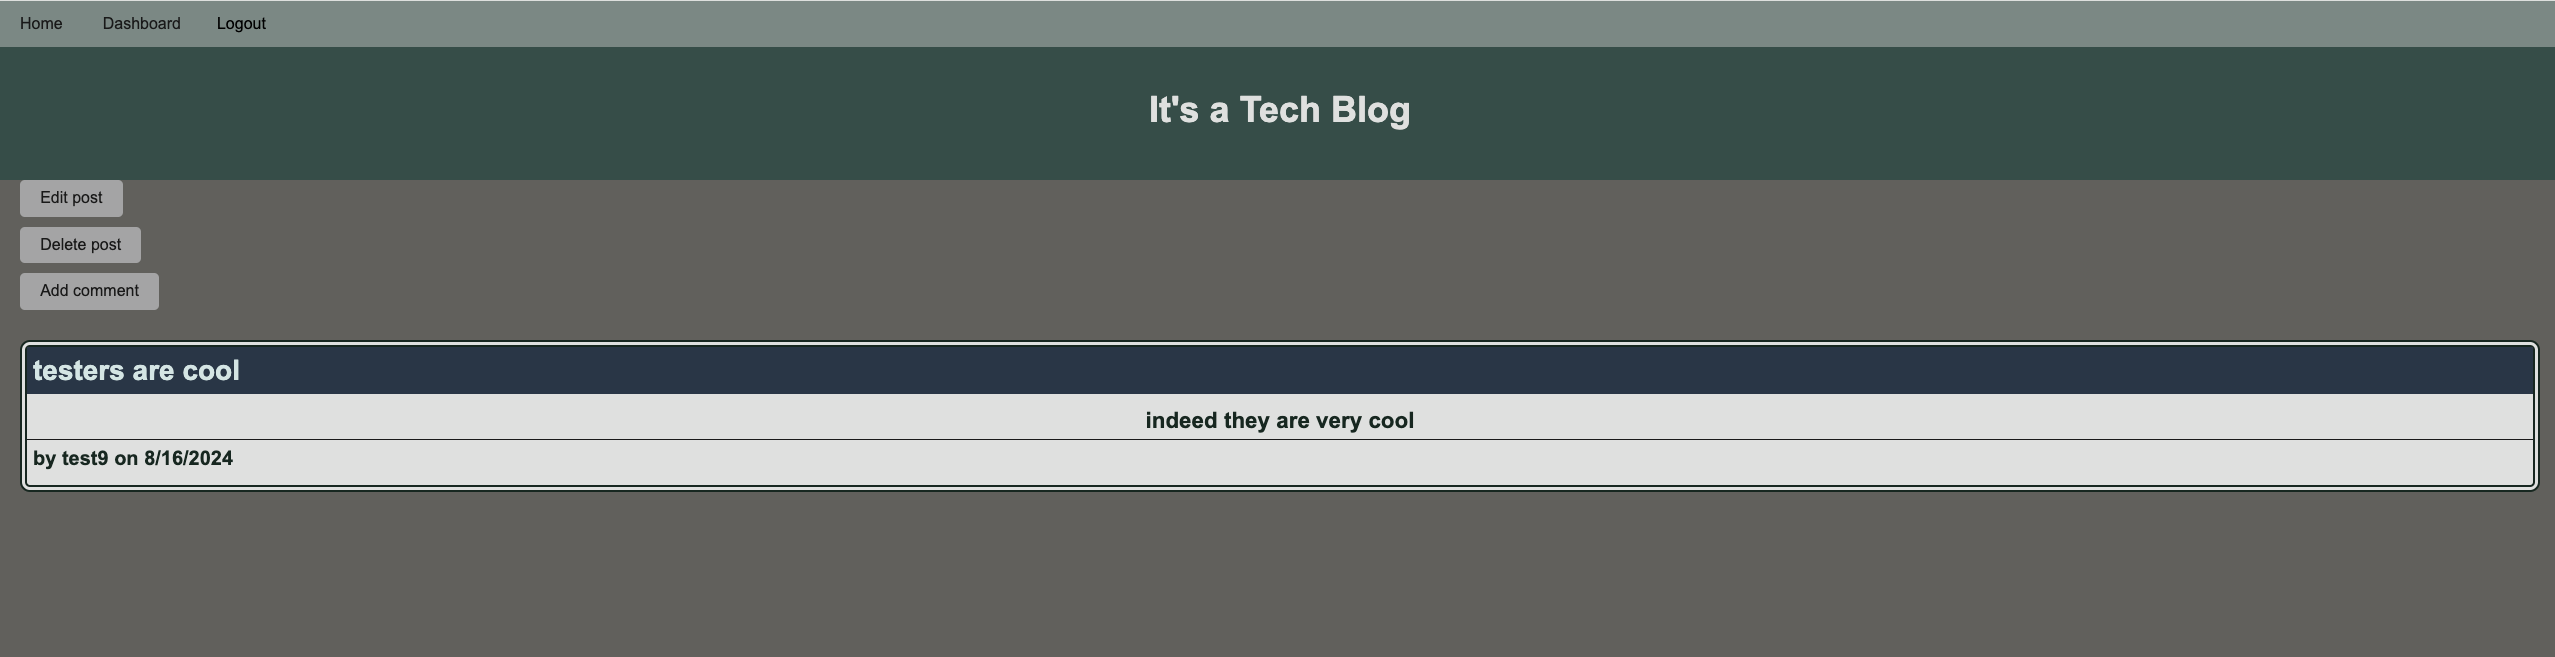 Home Dashboard Logout
It's a Tech Blog
Edit post
Delete post
Add comment
testers are cool
indeed they are very cool
by test9 on 8/16/2024